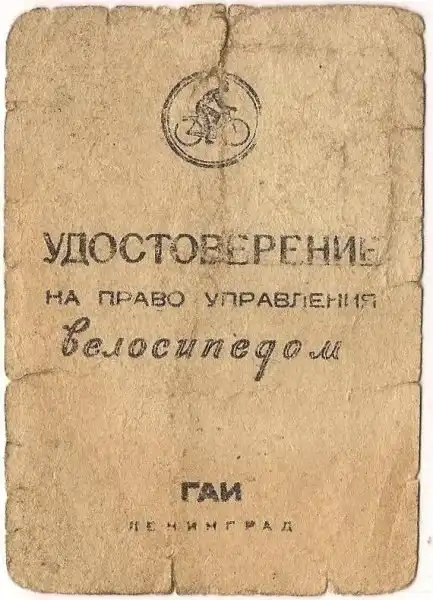 УДОСТОВЕРЕНИЕ
НА ПРАВО УПРАВЛЕНИЯ
велосипедом
ГАИ
ЛЕНИНГРАД